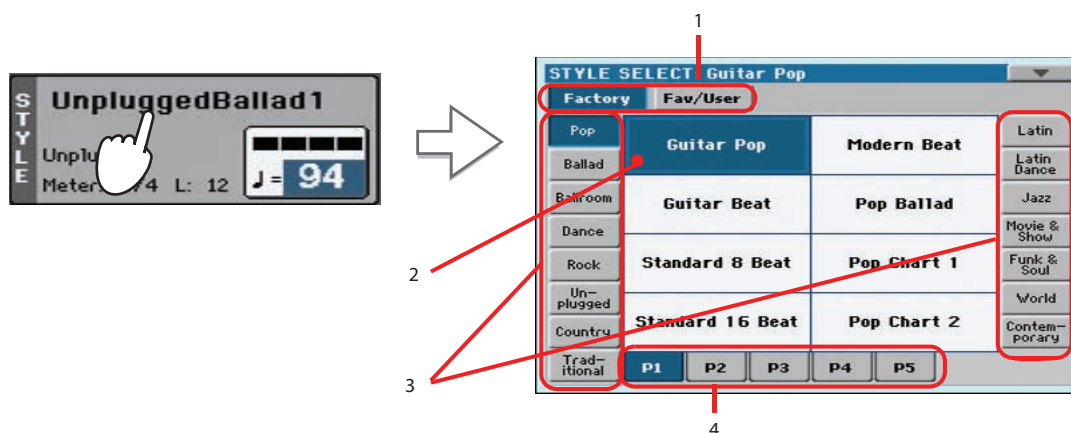 1
STYLE
UnpluggedBallad1
Unplu
Meter: /4 L: 12
♩= 94
STYLE SELECT: Guitar Pop
Factory Fav/User
Pop
Ballad
Ballroom
Dance
Rock
Un-
plugged
Country
Trad-
itional
Guitar Pop Modern Beat
Guitar Beat Pop Ballad
Standard 8 Beat Pop Chart 1
Standard 16 Beat Pop Chart 2
Latin
Latin
Dance
Jazz
Movie &
Show
Funk &
Soul
World
Contem-
porary
P1 P2 P3 P4 P5
2
3
4